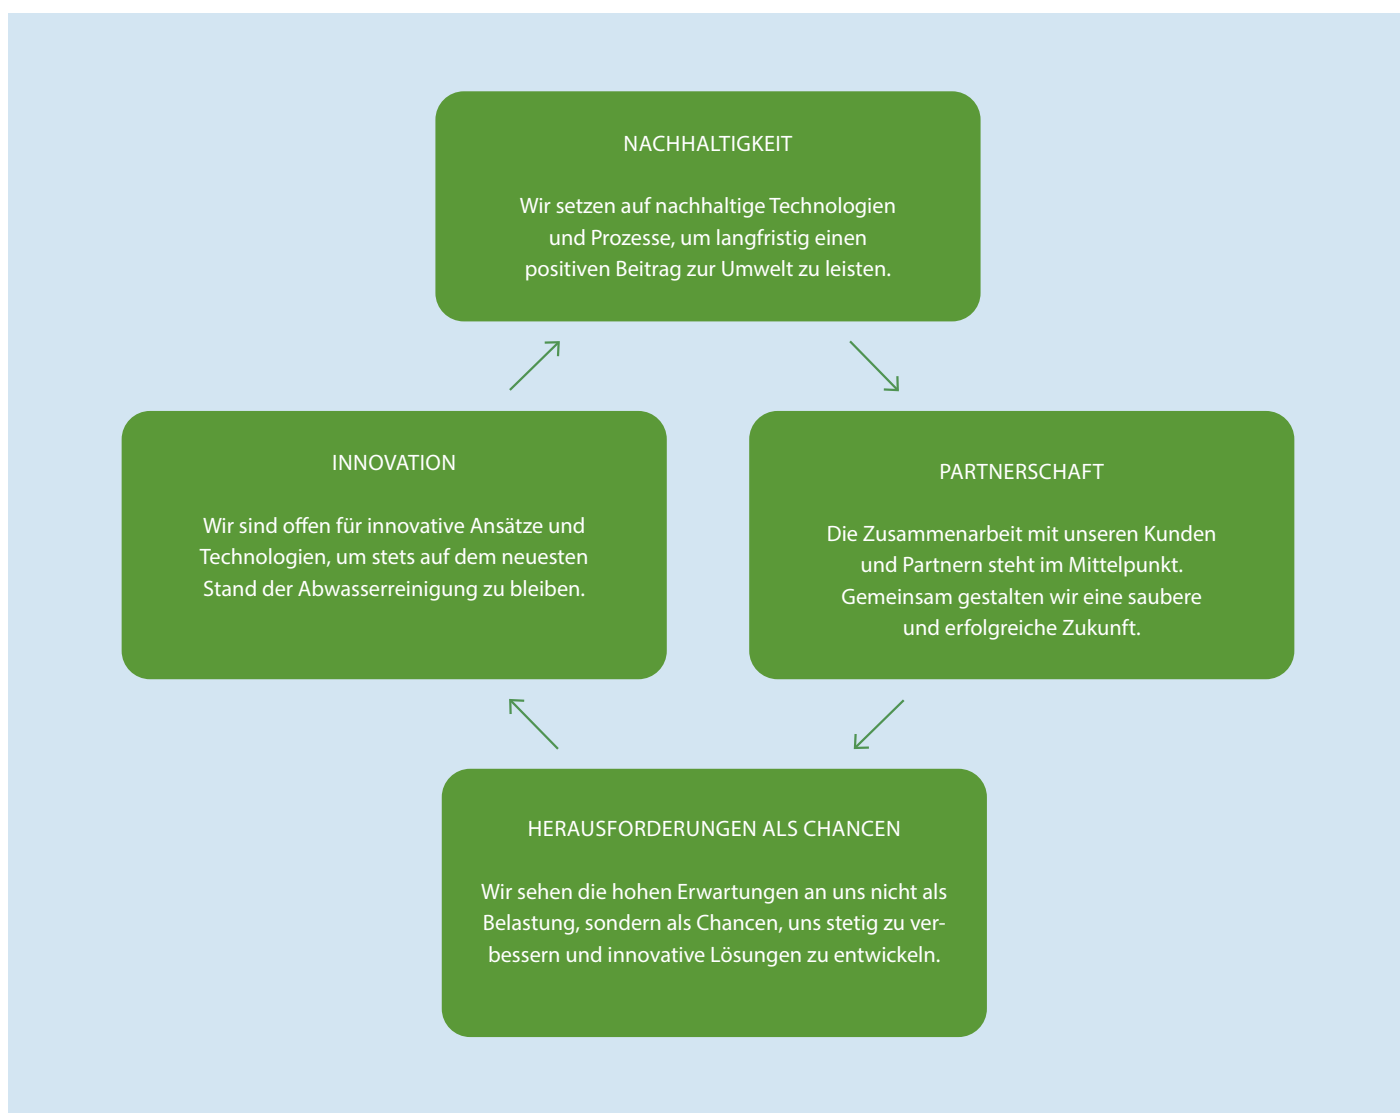 NACHHALTIGKEIT
Wir setzen auf nachhaltige Technologien
und Prozesse, um langfristig einen
positiven Beitrag zur Umwelt zu leisten.
INNOVATION
Wir sind offen für innovative Ansätze und
Technologien, um stets auf dem neuesten
Stand der Abwasserreinigung zu bleiben.
PARTNERSCHAFT
Die Zusammenarbeit mit unseren Kunden
und Partnern steht im Mittelpunkt.
Gemeinsam gestalten wir eine saubere
und erfolgreiche Zukunft.
HERAUSFORDERUNGEN ALS CHANCEN
Wir sehen die hohen Erwartungen an uns nicht als
Belastung, sondern als Chancen, uns stetig zu ver-
bessern und innovative Lösungen zu entwickeln.